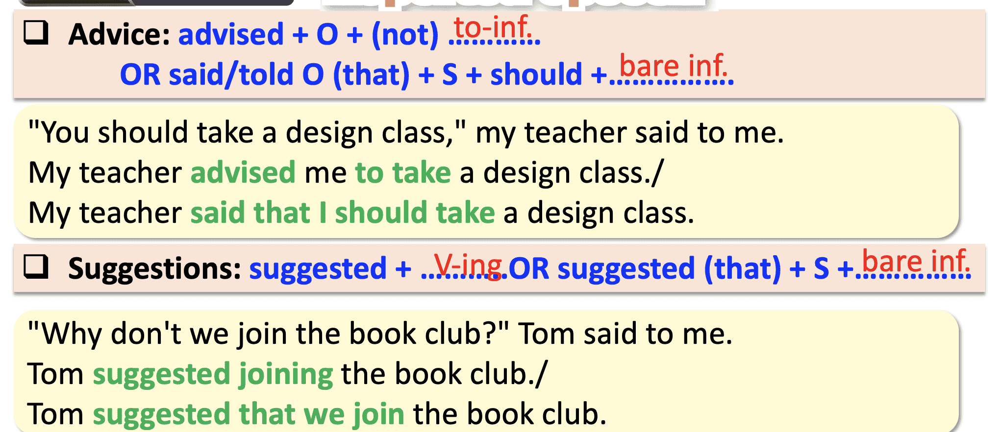 ❑ Advice: advised + O + (not) ............ to-inf.
OR said/told O (that) + S + should +................ bare inf.
"You should take a design class," my teacher said to me.
My teacher advised me to take a design class./
My teacher said that I should take a design class.
❑ Suggestions: suggested + ...V-ing...OR suggested (that) + S +............... bare inf.
"Why don't we join the book club?" Tom said to me.
Tom suggested joining the book club./
Tom suggested that we join the book club.